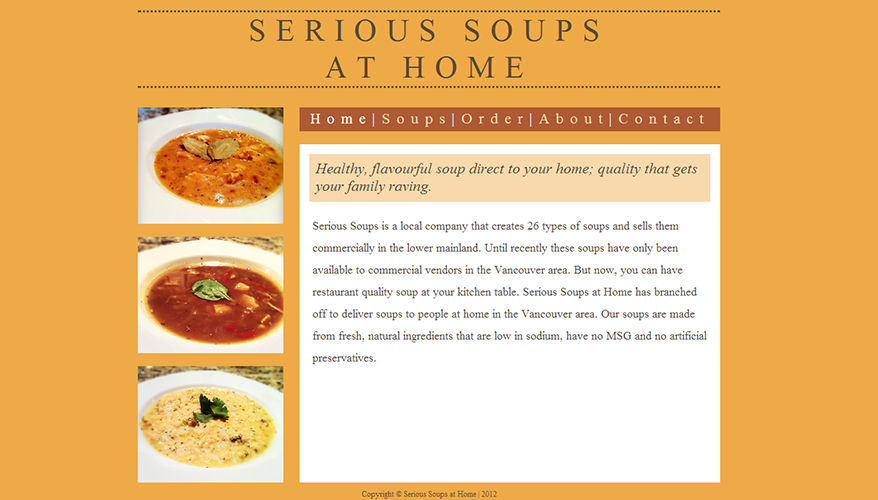 SERIOUS SOUPS
AT HOME
Home|Soups|Order|About|Contact
Healthy, flavourful soup direct to your home; quality that gets
your family raving.
Serious Soups is a local company that creates 26 types of soups and sells them
commercially in the lower mainland. Until recently these soups have only been
available to commercial vendors in the Vancouver area. But now, you can have
restaurant quality soup at your kitchen table. Serious Soups at Home has branched
off to deliver soups to people at home in the Vancouver area. Our soups are made
from fresh, natural ingredients that are low in sodium, have no MSG and no artificial
preservatives.
Copyright © Serious Soups at Home | 2012